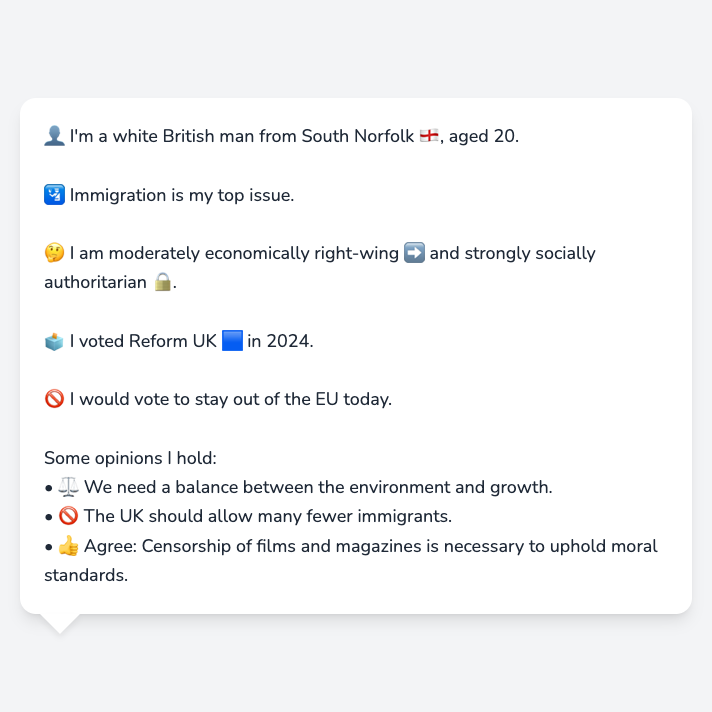 👤 I'm a white British man from South Norfolk 🏴󠁧󠁢󠁥󠁮󠁧󠁿, aged 20.
🛂 Immigration is my top issue.
🤔 I am moderately economically right-wing ➡️ and strongly socially
authoritarian 🔒.
🗳️ I voted Reform UK 🟦 in 2024.
🚫 I would vote to stay out of the EU today.
Some opinions I hold:
• ⚖️ We need a balance between the environment and growth.
• 🚫 The UK should allow many fewer immigrants.
• 👍 Agree: Censorship of films and magazines is necessary to uphold moral
standards.